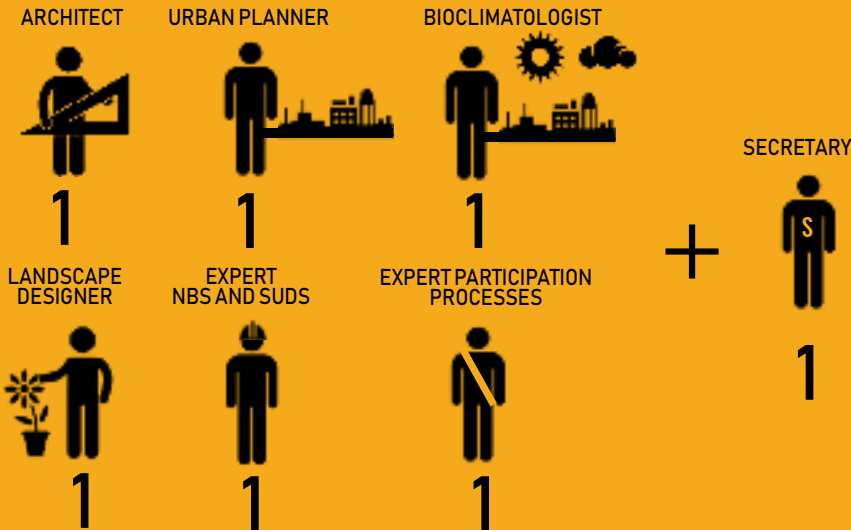 ARCHITECT
URBAN PLANNER
BIOCLIMATOLOGIST
1
1
1
LANDSCAPE
DESIGNER
EXPERT
NBS AND SUDS
EXPERT PARTICIPATION
PROCESSES
1
1
1
+
SECRETARY
S
1